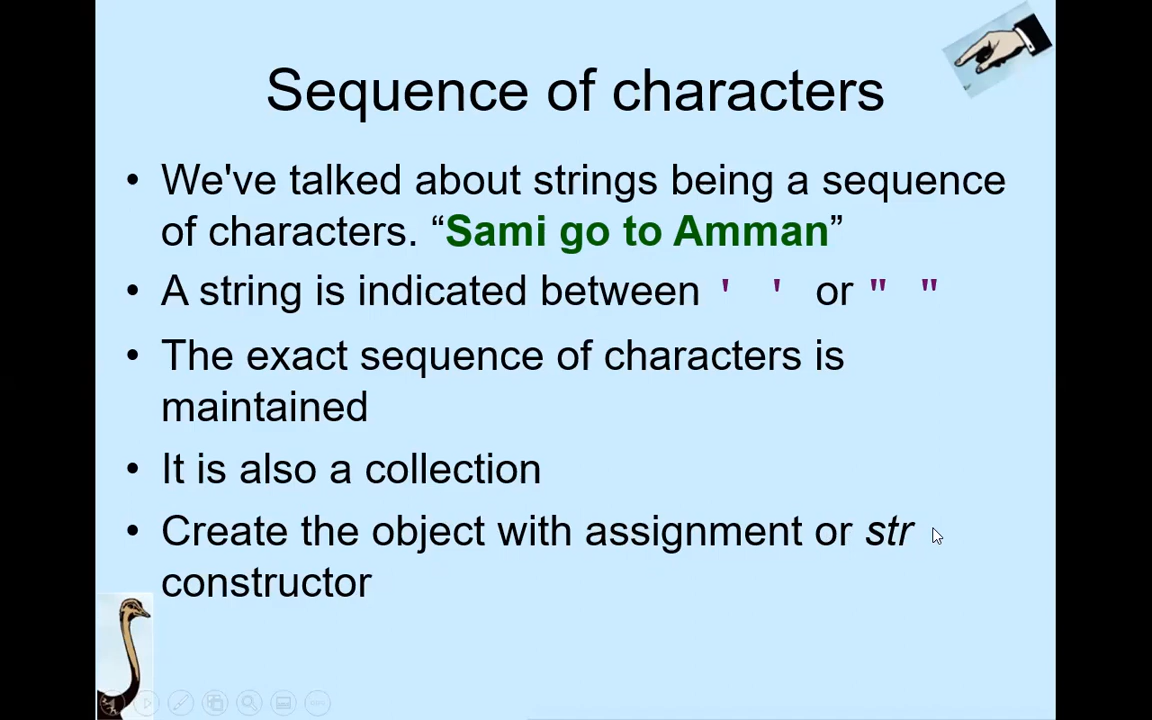 Sequence of characters
• We've talked about strings being a sequence
of characters. “Sami go to Amman”
• A string is indicated between ' ' or " "
• The exact sequence of characters is
maintained
• It is also a collection
• Create the object with assignment or str
constructor